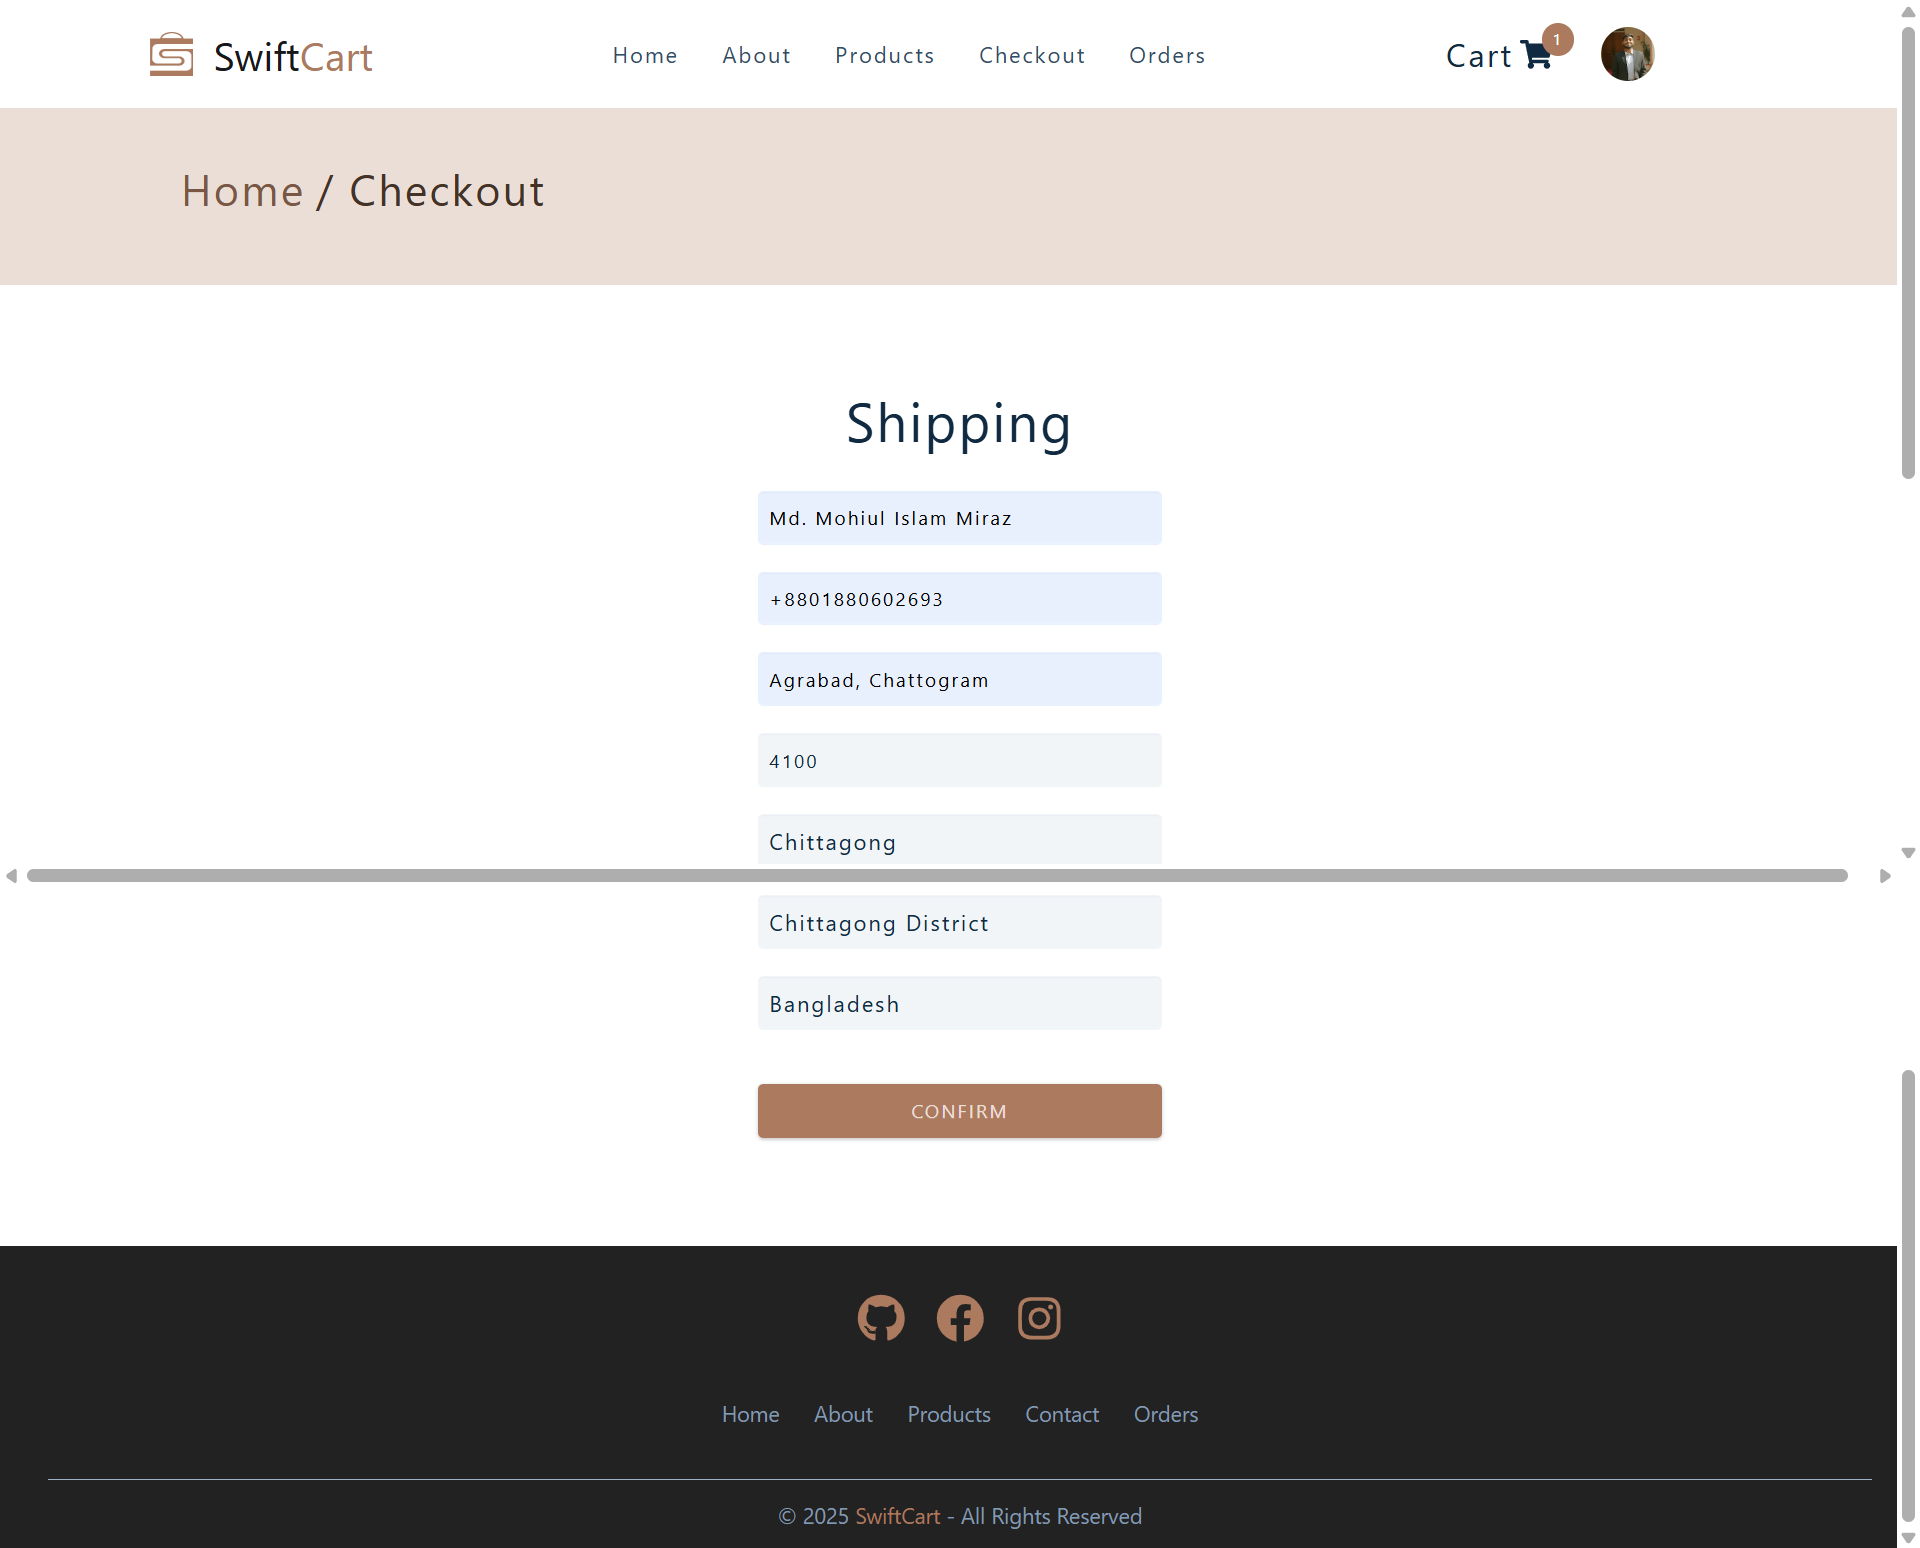 SwiftCart
Home About Products Checkout Orders
Cart 1
Home / Checkout
Shipping
Md. Mohiul Islam Miraz
+8801880602693
Agrabad, Chattogram
4100
Chittagong
Chittagong District
Bangladesh
CONFIRM
Home About Products Contact Orders
© 2025 SwiftCart - All Rights Reserved